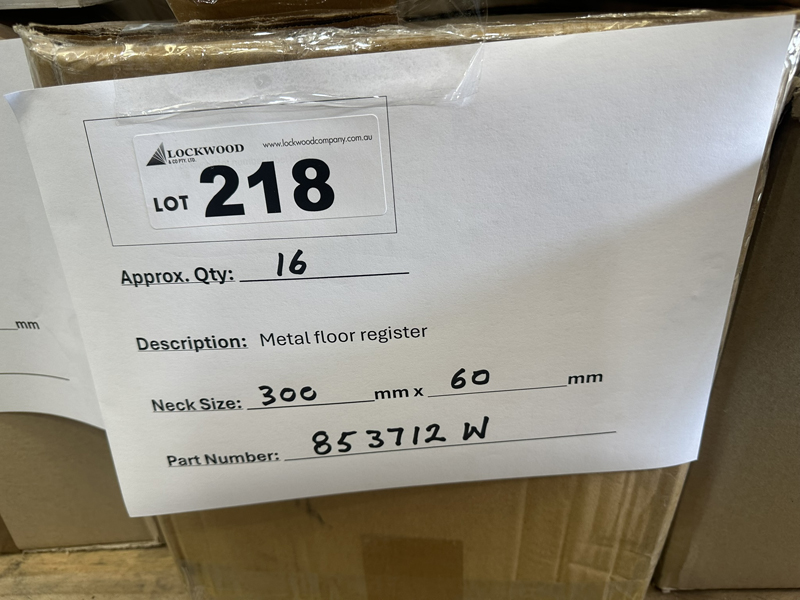 LOCKWOOD
& CO PTY. LTD.
www.lockwoodcompany.com.au
LOT 218
Approx. Qty: 16
Description: Metal floor register
Neck Size: 300 mm x 60 mm
Part Number: 853712 W
mm